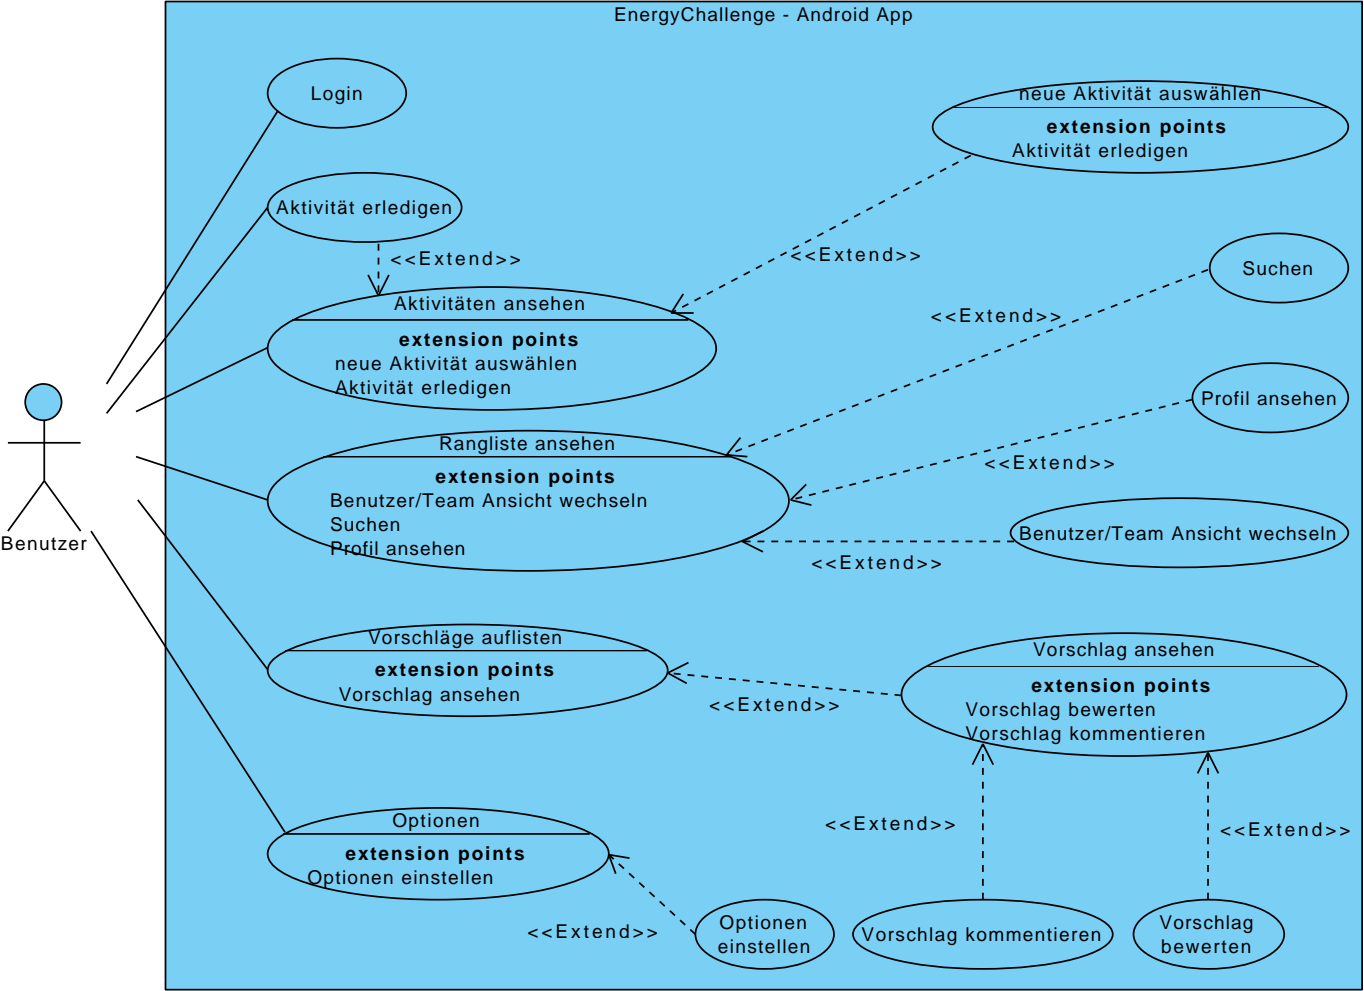 EnergyChallenge - Android App
Login
neue Aktivität auswählen
extension points
Aktivität erledigen
Aktivität erledigen
<<Extend>>
<<Extend>>
Suchen
Aktivitäten ansehen
extension points
neue Aktivität auswählen
Aktivität erledigen
<<Extend>>
Profil ansehen
Rangliste ansehen
extension points
Benutzer/Team Ansicht wechseln
Suchen
Profil ansehen
<<Extend>>
Benutzer/Team Ansicht wechseln
<<Extend>>
Benutzer
Vorschläge auflisten
extension points
Vorschlag ansehen
<<Extend>>
Vorschlag ansehen
extension points
Vorschlag bewerten
Vorschlag kommentieren
<<Extend>>
<<Extend>>
Optionen
extension points
Optionen einstellen
<<Extend>>
Optionen
einstellen
Vorschlag kommentieren
Vorschlag
bewerten